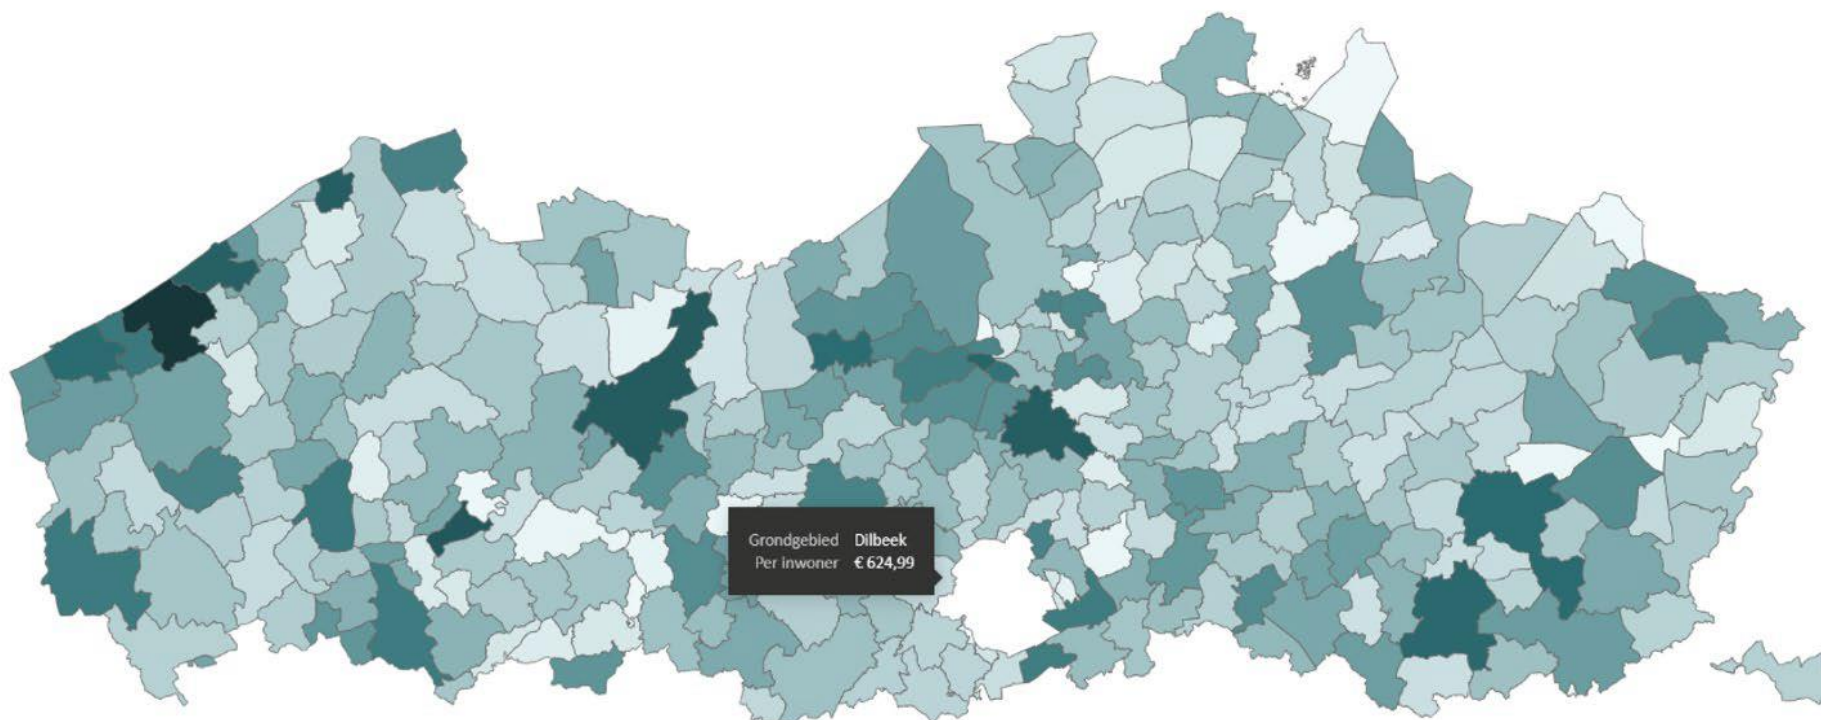 Grondgebied Dilbeek
Per inwoner € 624,99